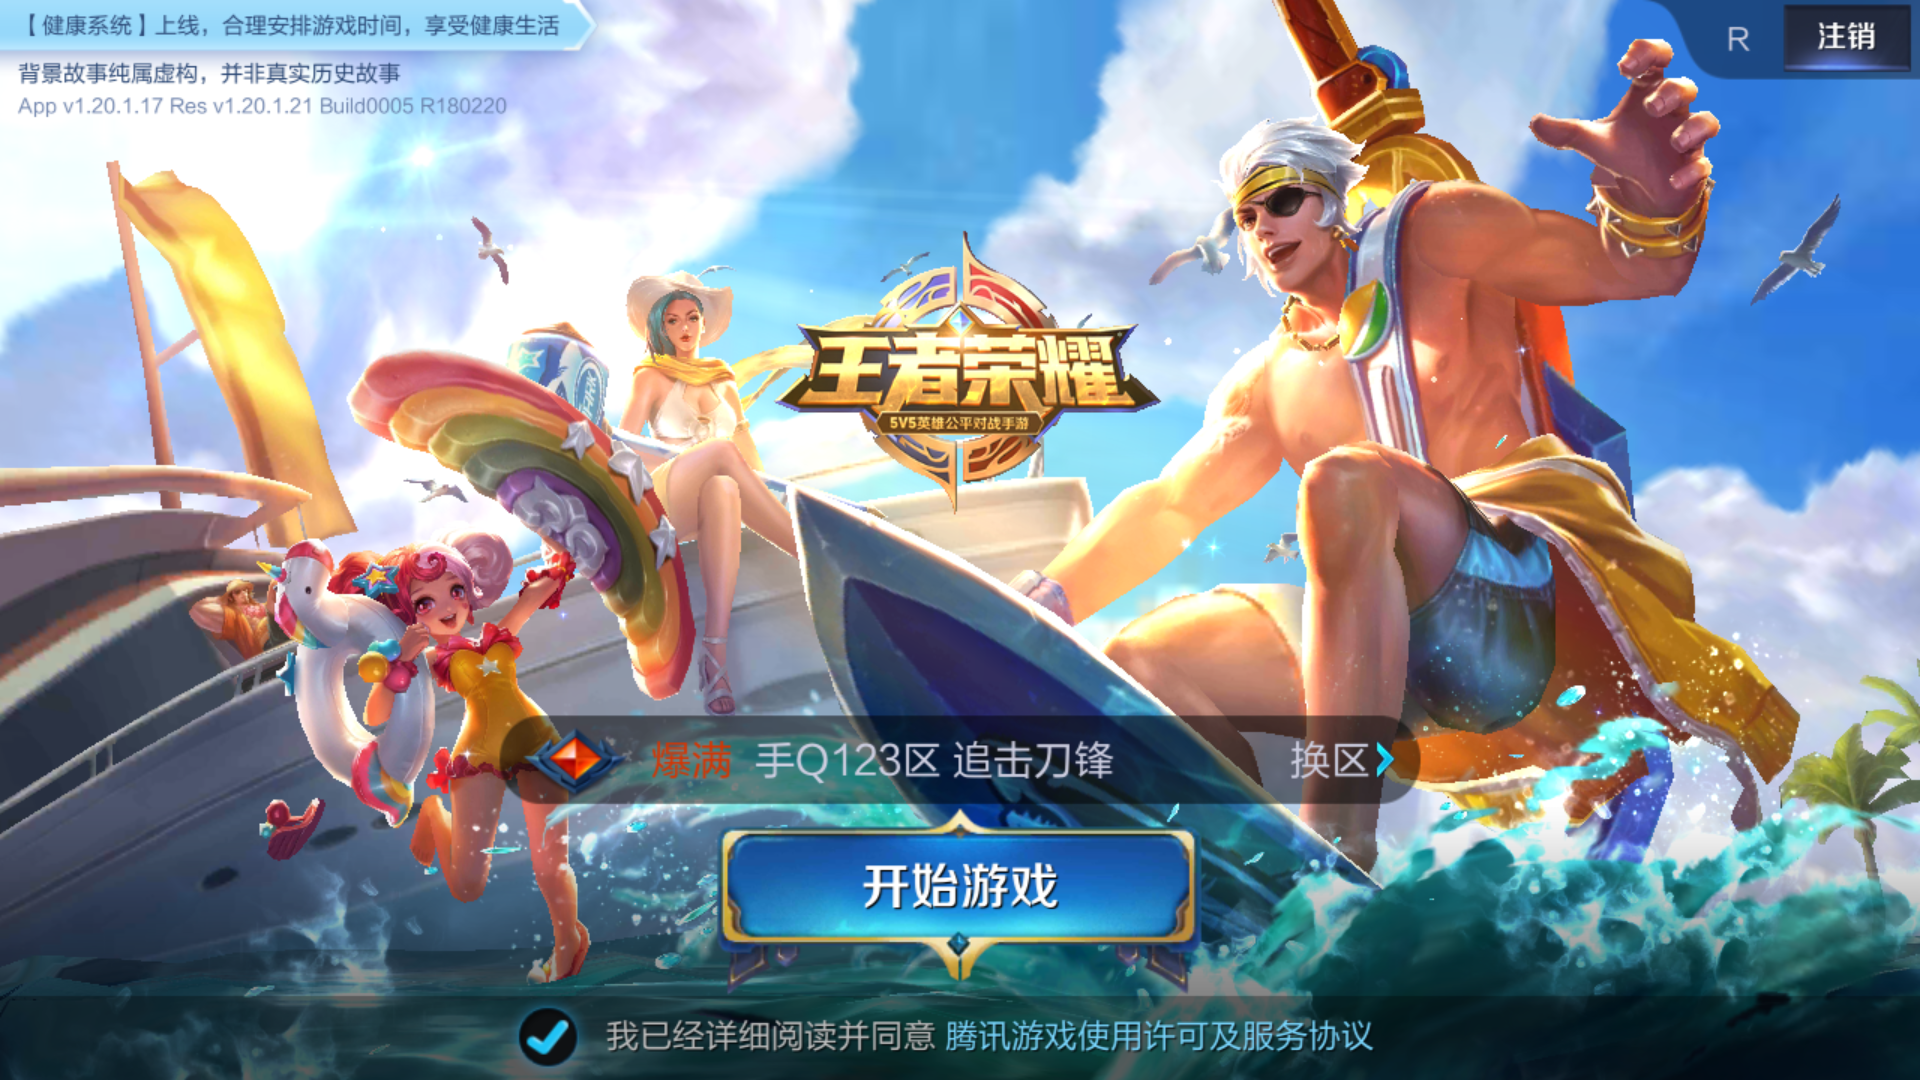 【健康系统】上线，合理安排游戏时间，享受健康生活
背景故事纯属虚构，并非真实历史故事
App v1.20.1.17 Res v1.20.1.21 Build0005 R180220
R
注销
王者荣耀
5V5英雄公平对战手游
爆满 手Q123区 追击刀锋 换区
开始游戏
我已经详细阅读并同意 腾讯游戏使用许可及服务协议